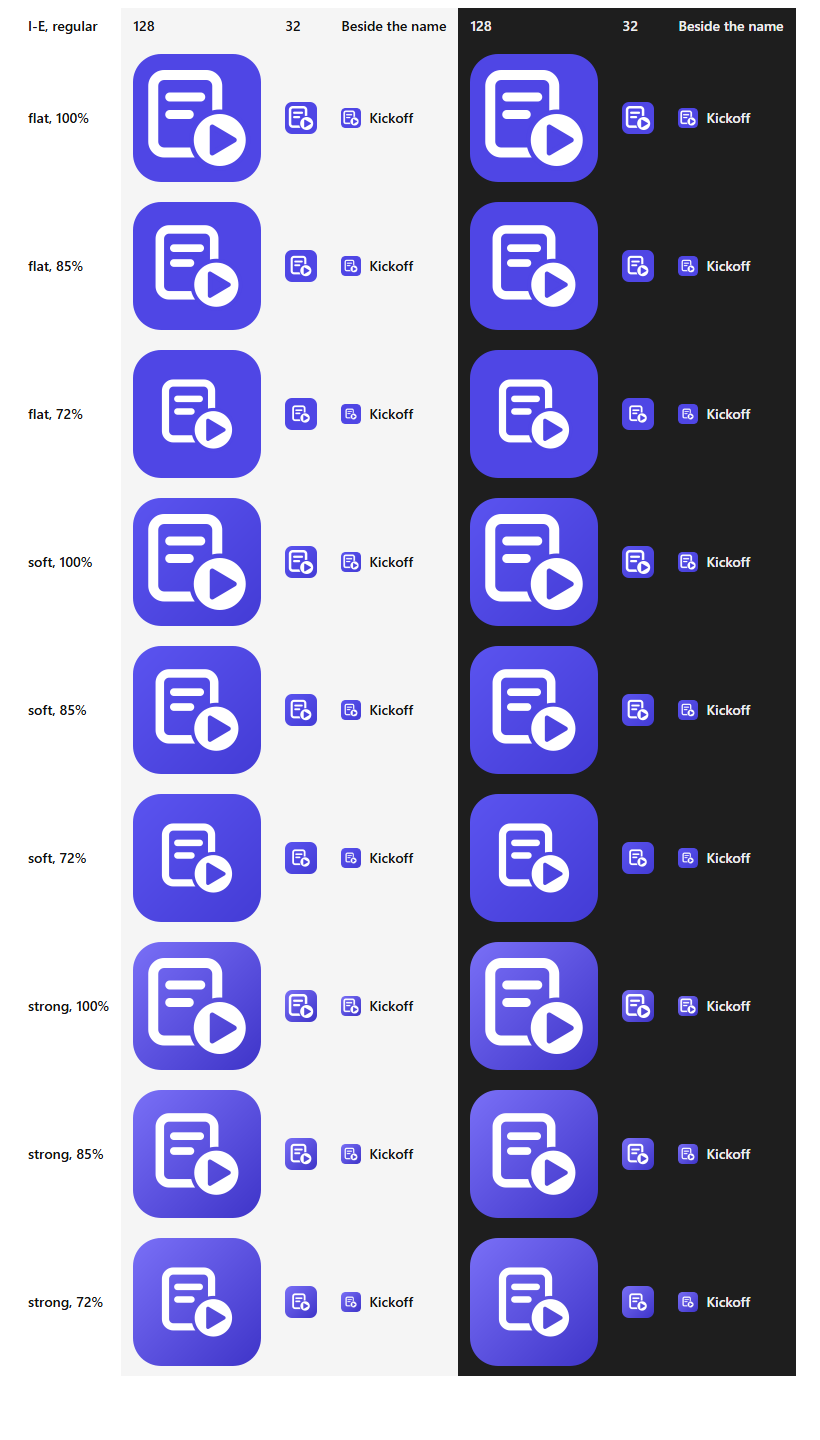 I-E, regular 128 32 Beside the name 128 32 Beside the name
flat, 100% Kickoff Kickoff
flat, 85% Kickoff Kickoff
flat, 72% Kickoff Kickoff
soft, 100% Kickoff Kickoff
soft, 85% Kickoff Kickoff
soft, 72% Kickoff Kickoff
strong, 100% Kickoff Kickoff
strong, 85% Kickoff Kickoff
strong, 72% Kickoff Kickoff